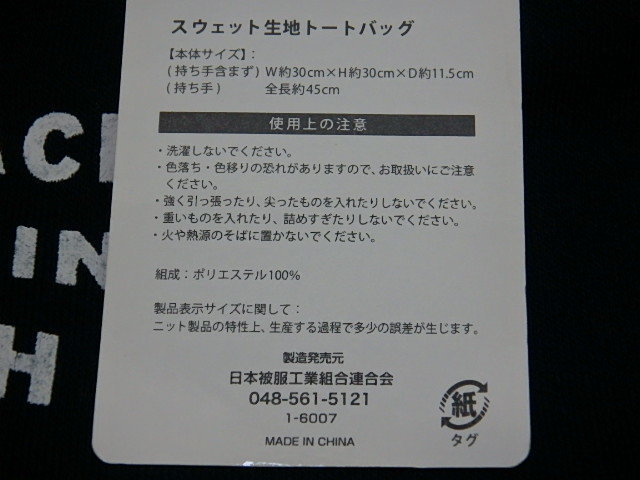 スウェット生地トートバッグ
【本体サイズ】:
(持ち手含まず) W約30cm×H約30cm×D約11.5cm
(持ち手) 全長約45cm
使用上の注意
・洗濯しないでください。
・色落ち・色移りの恐れがありますので、お取扱いにご注意
ください。
・強く引っ張ったり、尖ったものを入れたりしないでください。
・重いものを入れたり、詰めすぎたりしないでください。
・火や熱源のそばに置かないでください。
組成:ポリエステル100%
製品表示サイズに関して:
ニット製品の特性上、生産する過程で多少の誤差が生じます。
製造発売元
日本被服工業組合連合会
048-561-5121
1-6007
MADE IN CHINA
紙
タグ
AC
IN
H